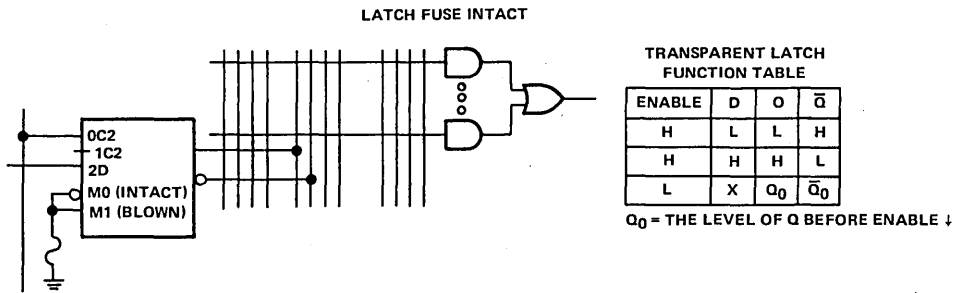 LATCH FUSE INTACT
0C2
1C2
2D
M0 (INTACT)
M1 (BLOWN)
TRANSPARENT LATCH
FUNCTION TABLE
ENABLE D O Q̅
H L L H
H H H L
L X Q₀ Q̅₀
Q₀ = THE LEVEL OF Q BEFORE ENABLE ↓